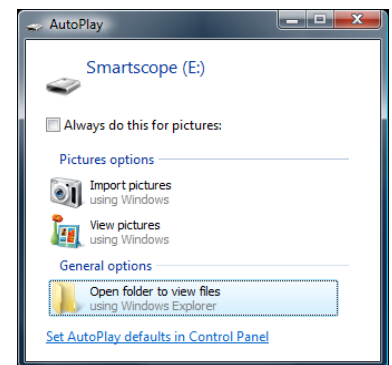 AutoPlay
Smartscope (E:)
Always do this for pictures:
Pictures options
Import pictures
using Windows
View pictures
using Windows
General options
Open folder to view files
using Windows Explorer
Set AutoPlay defaults in Control Panel